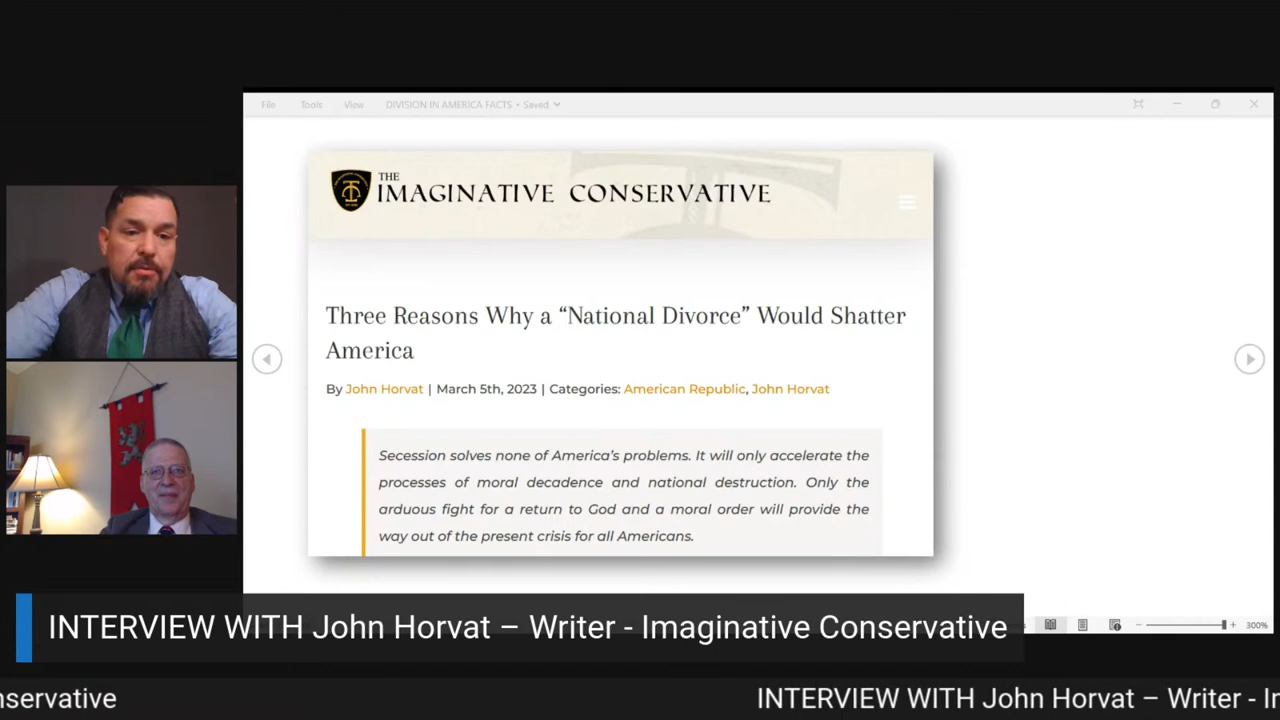 File Tools View DIVISION IN AMERICA FACTS • Saved
THE
IMAGINATIVE CONSERVATIVE
Three Reasons Why a “National Divorce” Would Shatter
America
By John Horvat | March 5th, 2023 | Categories: American Republic, John Horvat
Secession solves none of America’s problems. It will only accelerate the
processes of moral decadence and national destruction. Only the
arduous fight for a return to God and a moral order will provide the
way out of the present crisis for all Americans.
INTERVIEW WITH John Horvat – Writer - Imaginative Conservative
300%
nservative INTERVIEW WITH John Horvat – Writer - Ir